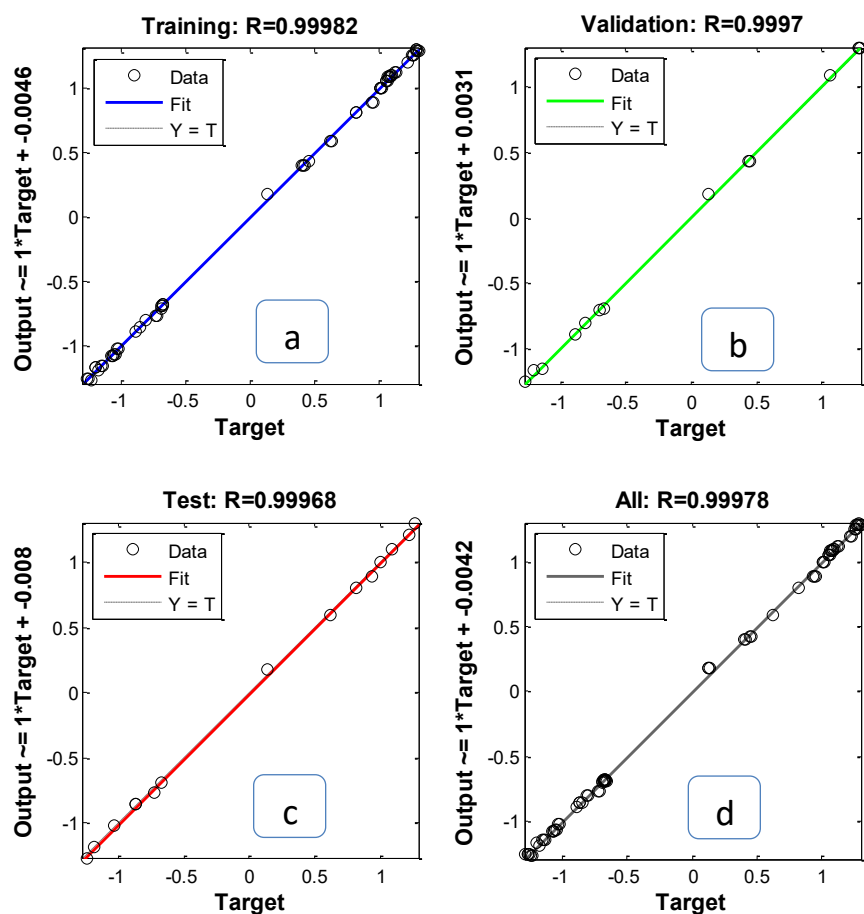 Training: R=0.99982
Output ~= 1*Target + -0.0046
Data
Fit
Y = T
1
0.5
0
-0.5
-1
-1
-0.5
0
0.5
1
Target
a
Validation: R=0.9997
Output ~= 1*Target + 0.0031
Data
Fit
Y = T
1
0.5
0
-0.5
-1
-1
-0.5
0
0.5
1
Target
b
Test: R=0.99968
Output ~= 1*Target + -0.008
Data
Fit
Y = T
1
0.5
0
-0.5
-1
-1
-0.5
0
0.5
1
Target
c
All: R=0.99978
Output ~= 1*Target + -0.0042
Data
Fit
Y = T
1
0.5
0
-0.5
-1
-1
-0.5
0
0.5
1
Target
d